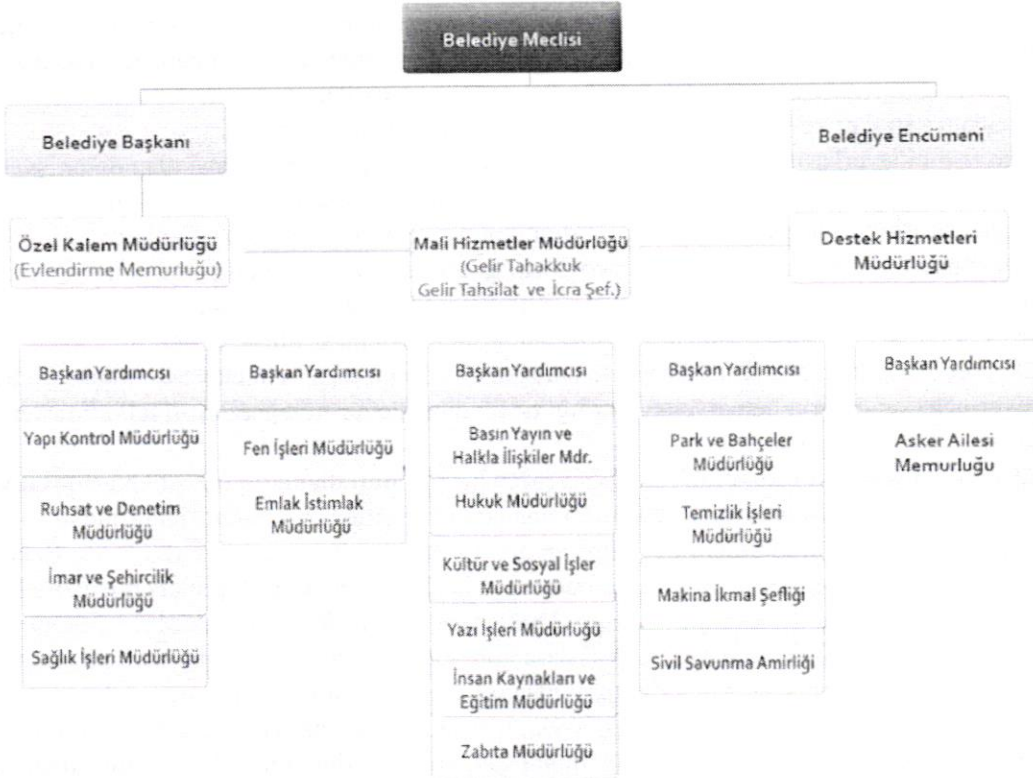 Belediye Meclisi
Belediye Başkanı
Belediye Encümeni
Özel Kalem Müdürlüğü
(Evlendirme Memurluğu)
Mali Hizmetler Müdürlüğü
(Gelir Tahakkuk
Gelir Tahsilat ve İcra Şef.)
Destek Hizmetleri
Müdürlüğü
Başkan Yardımcısı
Yapı Kontrol Müdürlüğü
Ruhsat ve Denetim
Müdürlüğü
İmar ve Şehircilik
Müdürlüğü
Sağlık İşleri Müdürlüğü
Başkan Yardımcısı
Fen İşleri Müdürlüğü
Emlak İstimlak
Müdürlüğü
Başkan Yardımcısı
Basın Yayın ve
Halkla İlişkiler Mdr.
Hukuk Müdürlüğü
Kültür ve Sosyal İşler
Müdürlüğü
Yazı İşleri Müdürlüğü
İnsan Kaynakları ve
Eğitim Müdürlüğü
Zabıta Müdürlüğü
Başkan Yardımcısı
Park ve Bahçeler
Müdürlüğü
Temizlik İşleri
Müdürlüğü
Makina İkmal Şefliği
Sivil Savunma Amirliği
Başkan Yardımcısı
Asker Ailesi
Memurluğu